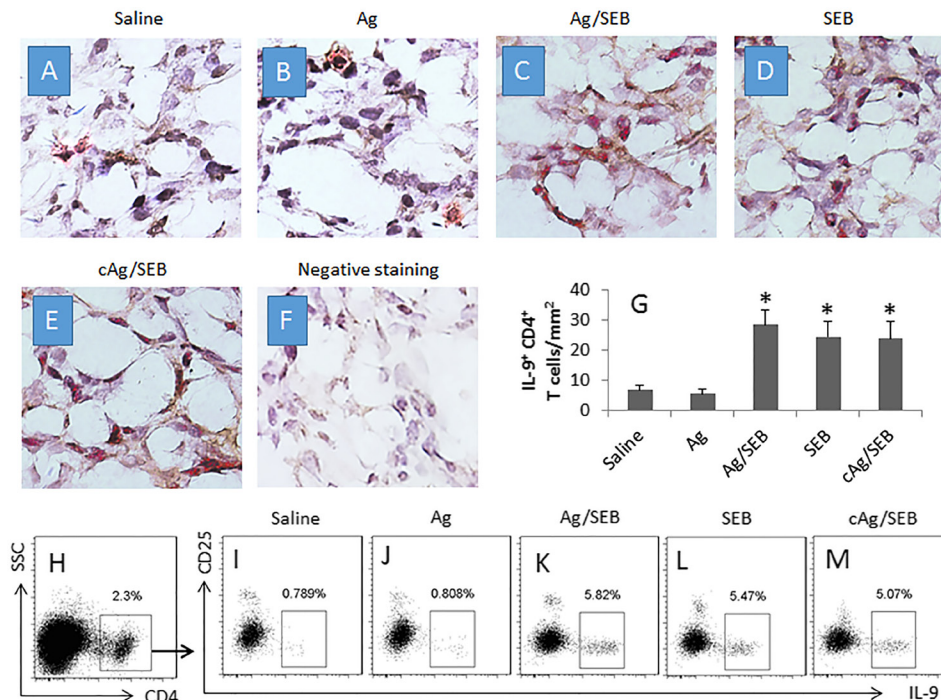 Saline Ag Ag/SEB SEB
A B C D
cAg/SEB Negative staining
E F
IL-9⁺ CD4⁺
T cells/mm²
40
30
20
10
0
G
* * *
Saline Ag Ag/SEB SEB cAg/SEB
Saline Ag Ag/SEB SEB cAg/SEB
SSC
H
2.3%
CD4
CD25
I J K L M
0.789% 0.808% 5.82% 5.47% 5.07%
IL-9